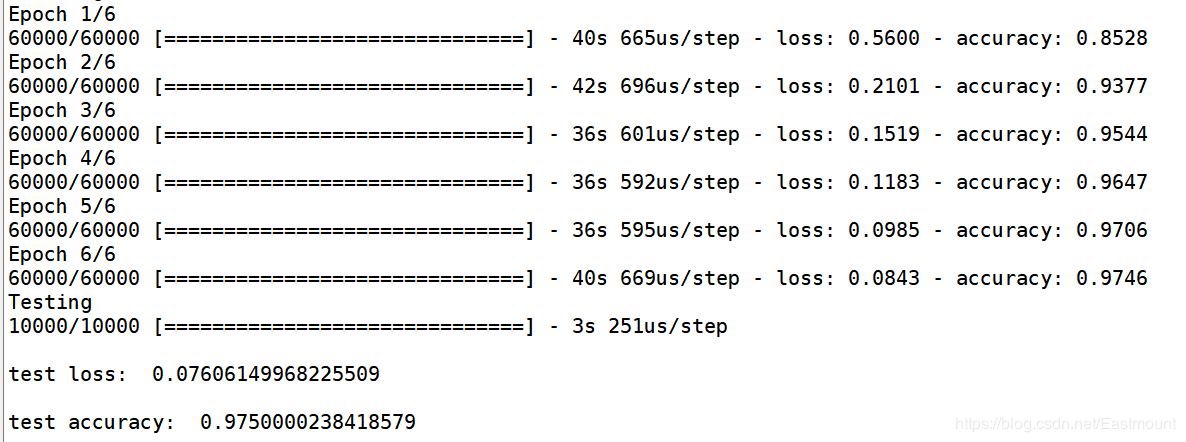 Epoch 1/6
60000/60000 [==============================] - 40s 665us/step - loss: 0.5600 - accuracy: 0.8528
Epoch 2/6
60000/60000 [==============================] - 42s 696us/step - loss: 0.2101 - accuracy: 0.9377
Epoch 3/6
60000/60000 [==============================] - 36s 601us/step - loss: 0.1519 - accuracy: 0.9544
Epoch 4/6
60000/60000 [==============================] - 36s 592us/step - loss: 0.1183 - accuracy: 0.9647
Epoch 5/6
60000/60000 [==============================] - 36s 595us/step - loss: 0.0985 - accuracy: 0.9706
Epoch 6/6
60000/60000 [==============================] - 40s 669us/step - loss: 0.0843 - accuracy: 0.9746
Testing
10000/10000 [==============================] - 3s 251us/step
test loss:  0.07606149968225509
test accuracy:  0.9750000238418579
https://blog.csdn.net/Eastmount